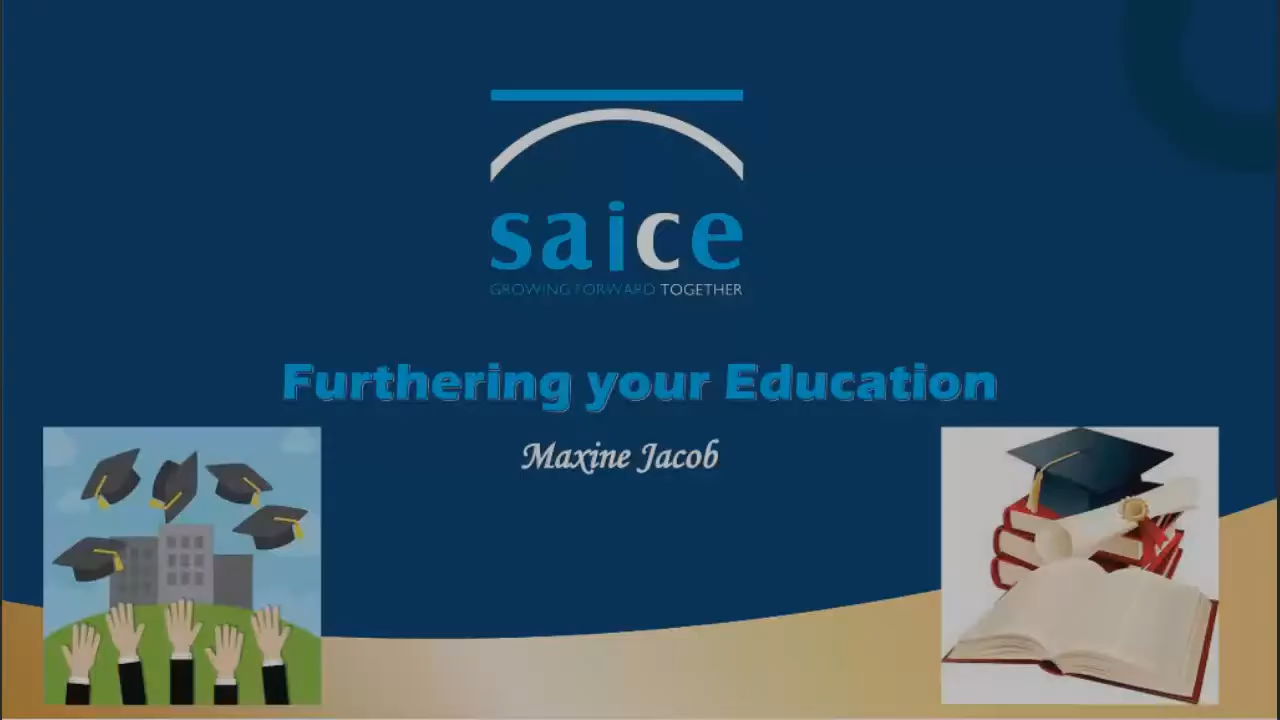 saice
GROWING FORWARD TOGETHER
Furthering your Education
Maxine Jacob